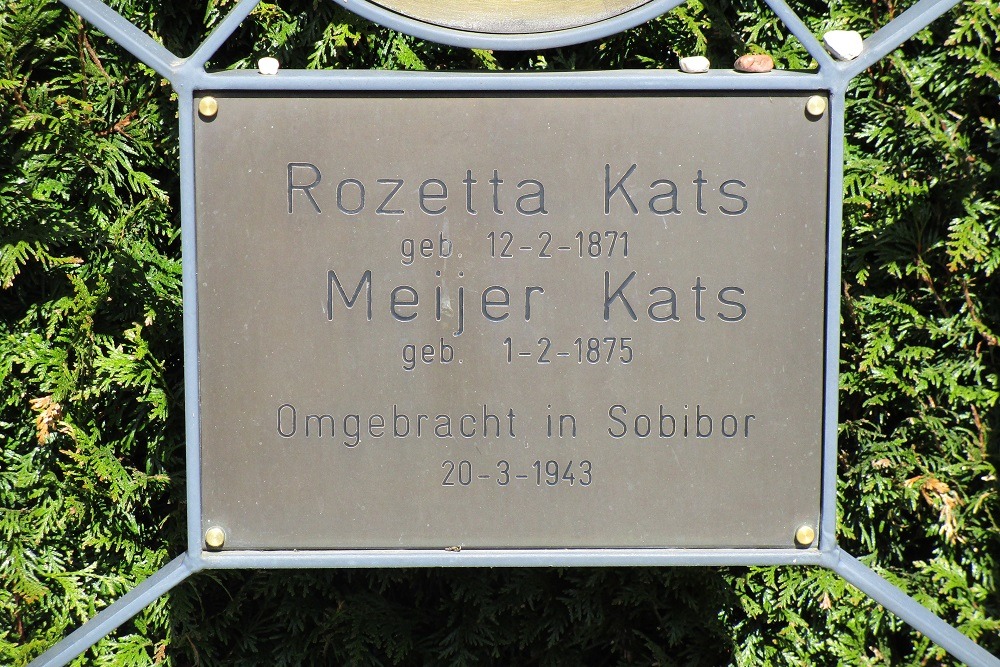 Rozetta Kats
geb. 12-2-1871
Meijer Kats
geb. 1-2-1875
Omgebracht in Sobibor
20-3-1943